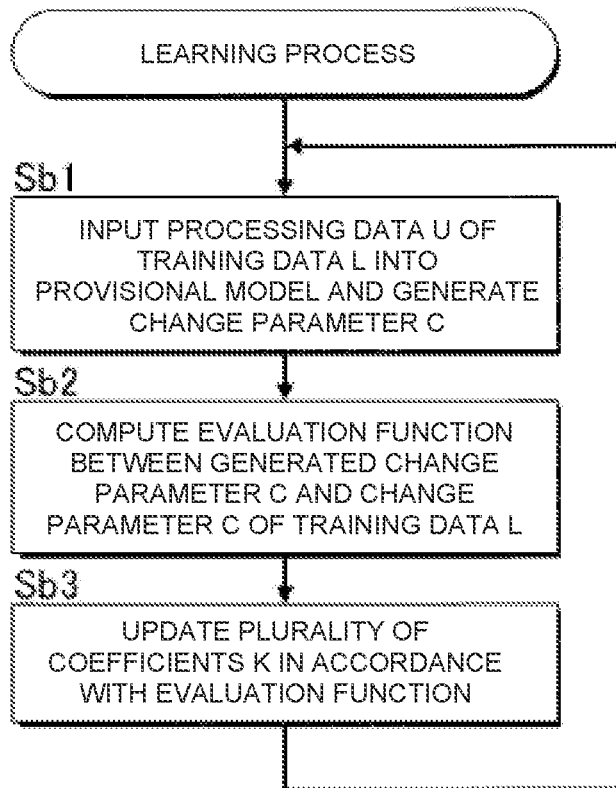 LEARNING PROCESS
Sb1
INPUT PROCESSING DATA U OF
TRAINING DATA L INTO
PROVISIONAL MODEL AND GENERATE
CHANGE PARAMETER C
Sb2
COMPUTE EVALUATION FUNCTION
BETWEEN GENERATED CHANGE
PARAMETER C AND CHANGE
PARAMETER C OF TRAINING DATA L
Sb3
UPDATE PLURALITY OF
COEFFICIENTS K IN ACCORDANCE
WITH EVALUATION FUNCTION